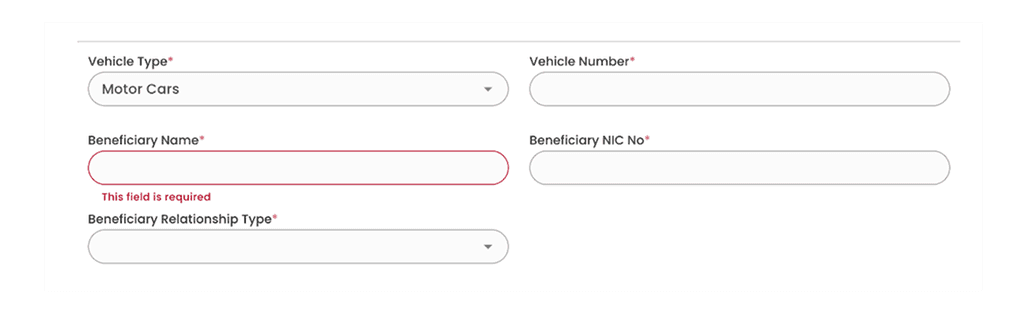 Vehicle Type*
Vehicle Number*
Motor Cars
Beneficiary Name*
Beneficiary NIC No*
This field is required
Beneficiary Relationship Type*